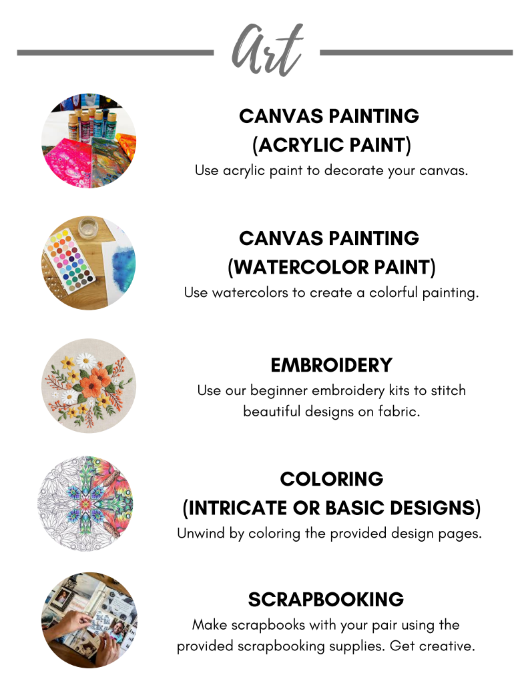 Art
CANVAS PAINTING
(ACRYLIC PAINT)
Use acrylic paint to decorate your canvas.
CANVAS PAINTING
(WATERCOLOR PAINT)
Use watercolors to create a colorful painting.
EMBROIDERY
Use our beginner embroidery kits to stitch
beautiful designs on fabric.
COLORING
(INTRICATE OR BASIC DESIGNS)
Unwind by coloring the provided design pages.
SCRAPBOOKING
Make scrapbooks with your pair using the
provided scrapbooking supplies. Get creative.